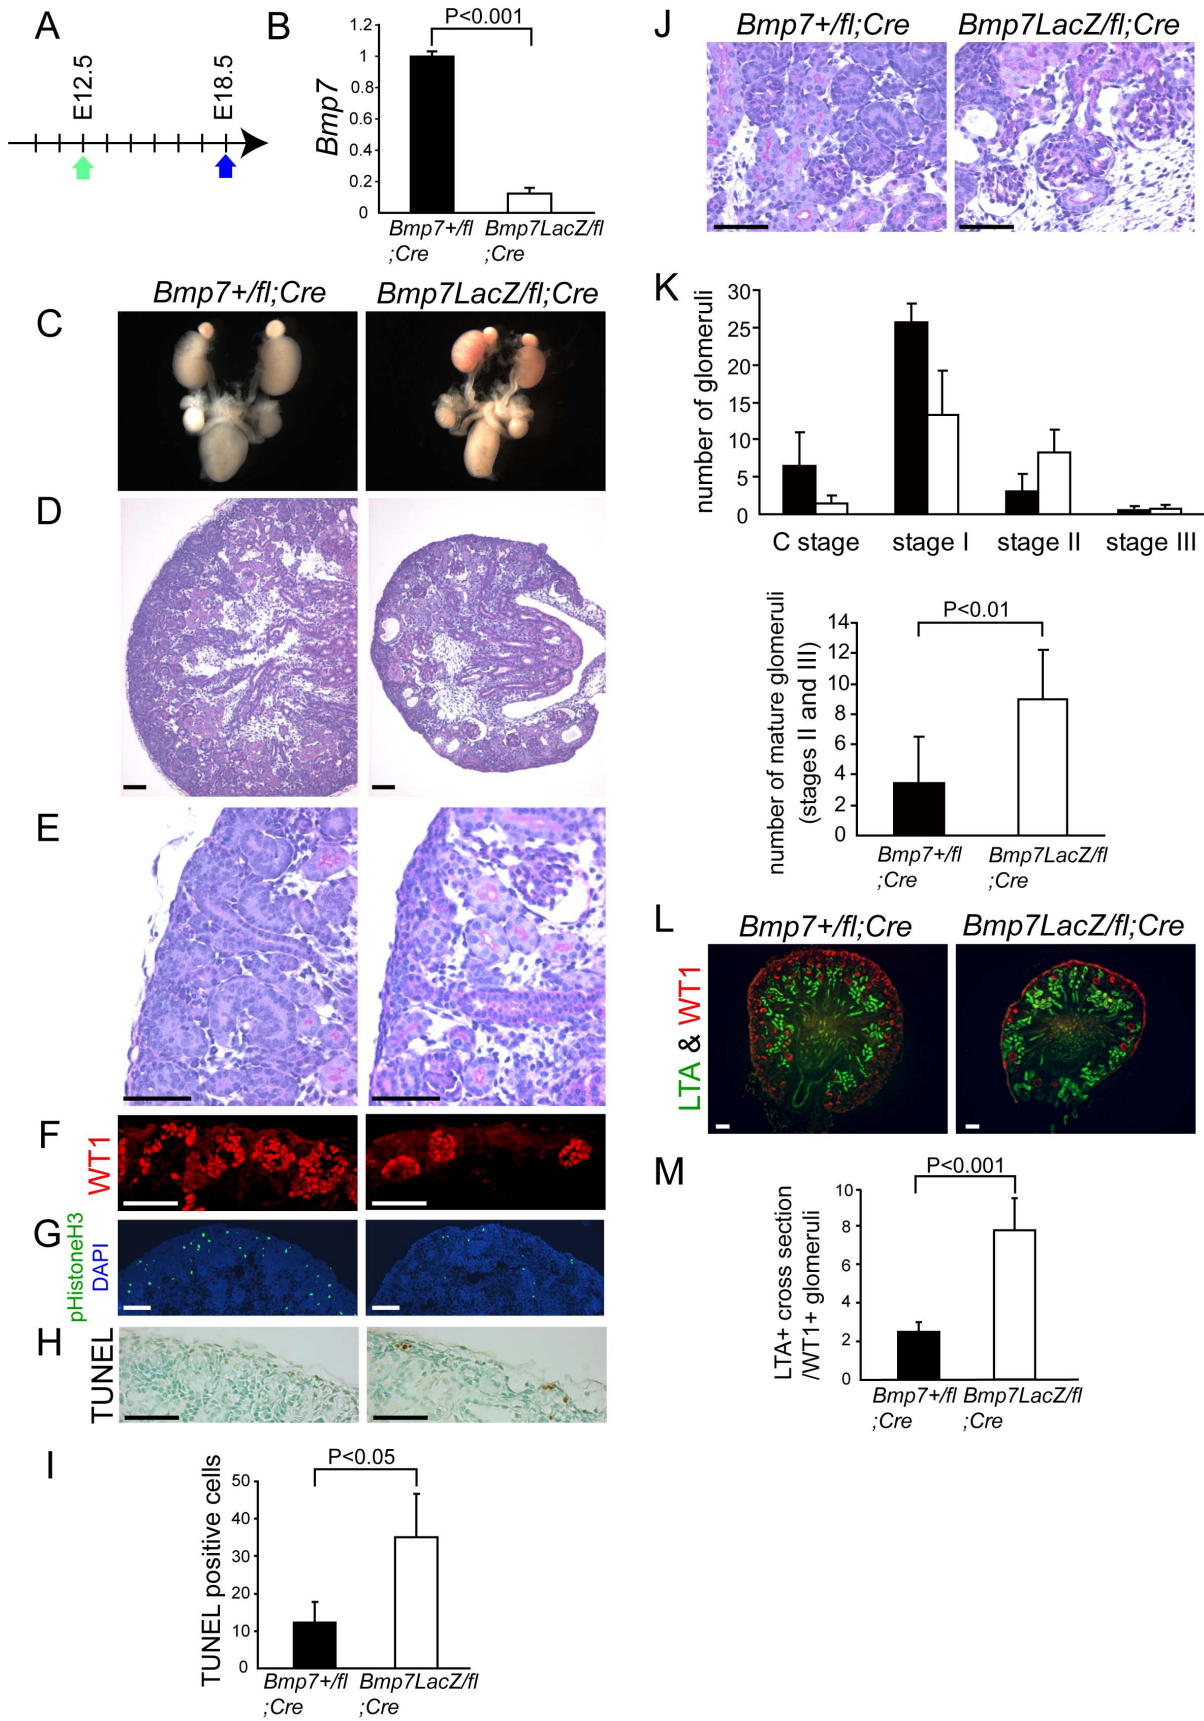 A
E12.5
E18.5
B
P<0.001
Bmp7
1.2
1
0.8
0.6
0.4
0.2
0
Bmp7+/fl
;Cre
Bmp7LacZ/fl
;Cre
Bmp7+/fl;Cre
Bmp7LacZ/fl;Cre
C
D
E
F
WT1
G
pHistoneH3
DAPI
H
TUNEL
I
P<0.05
TUNEL positive cells
50
40
30
20
10
0
Bmp7+/fl
;Cre
Bmp7LacZ/fl
;Cre
J
Bmp7+/fl;Cre
Bmp7LacZ/fl;Cre
K
number of glomeruli
30
25
20
15
10
5
0
C stage
stage I
stage II
stage III
P<0.01
number of mature glomeruli
(stages II and III)
14
12
10
8
6
4
2
0
Bmp7+/fl
;Cre
Bmp7LacZ/fl
;Cre
L
Bmp7+/fl;Cre
Bmp7LacZ/fl;Cre
LTA & WT1
M
P<0.001
LTA+ cross section
/WT1+ glomeruli
10
8
6
4
2
0
Bmp7+/fl
;Cre
Bmp7LacZ/fl
;Cre